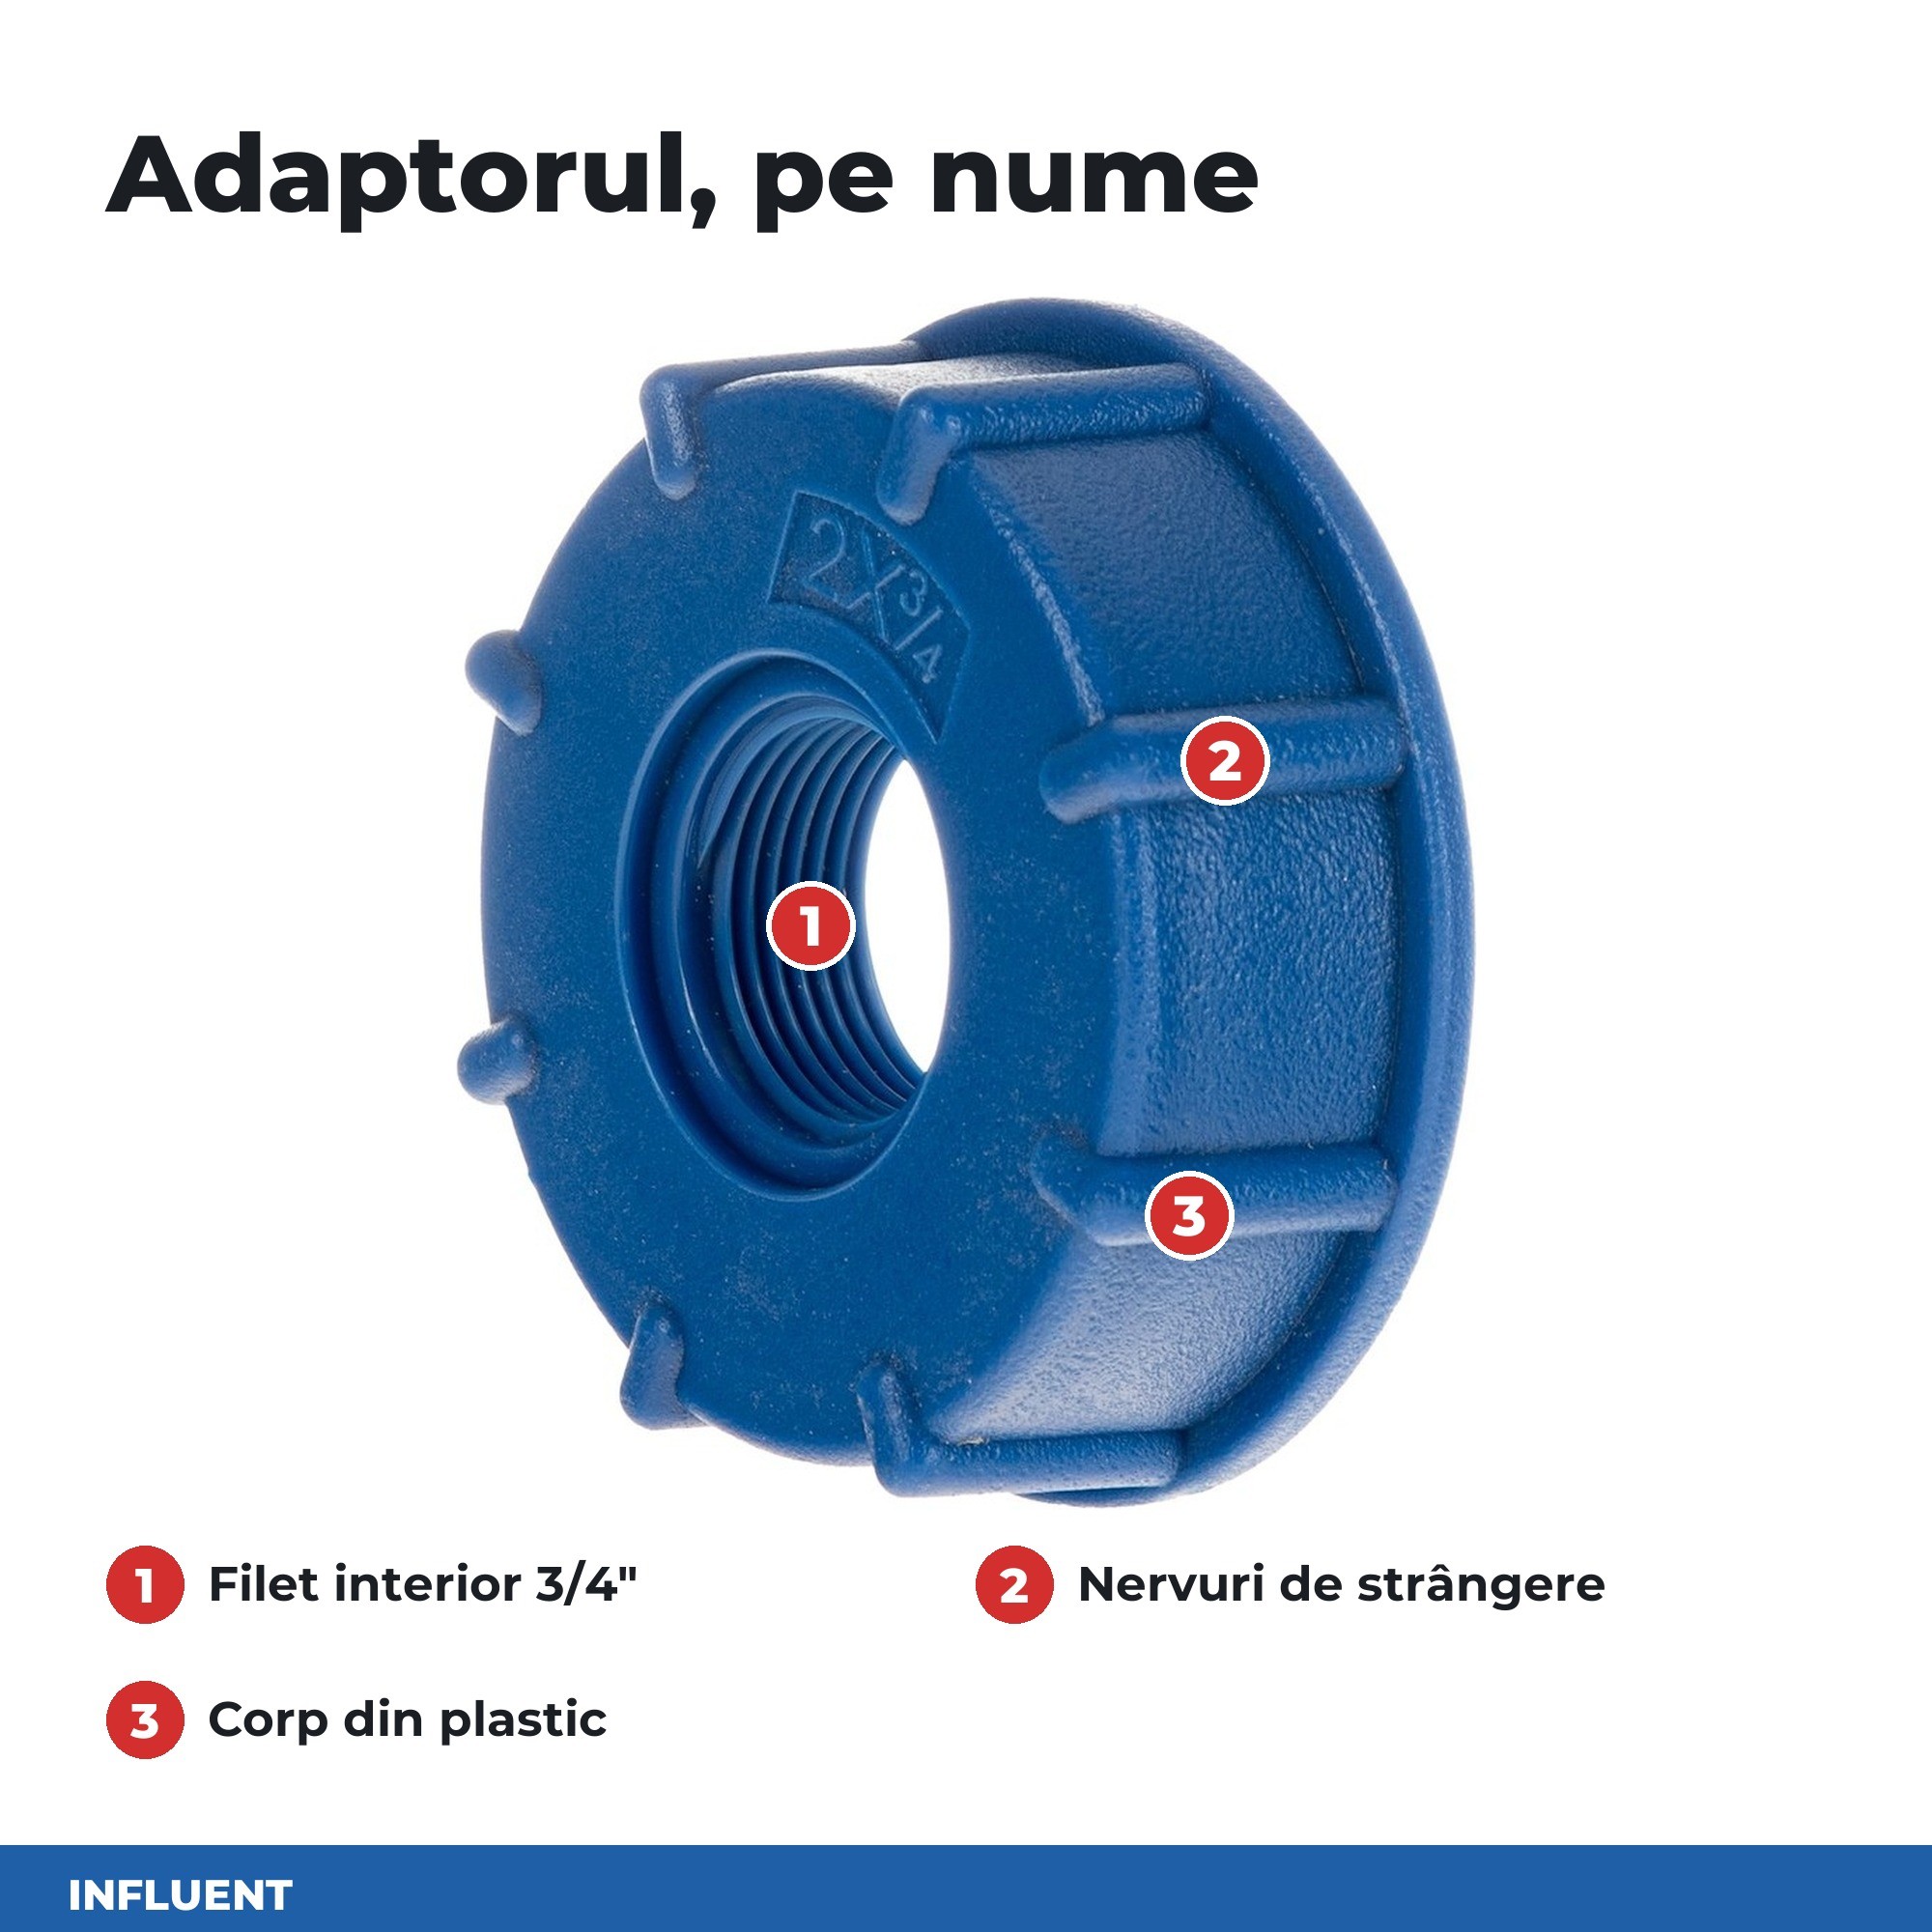 Adaptorul, pe nume
2X3/4
2
1
3
1 Filet interior 3/4"
2 Nervuri de strângere
3 Corp din plastic
INFLUENT